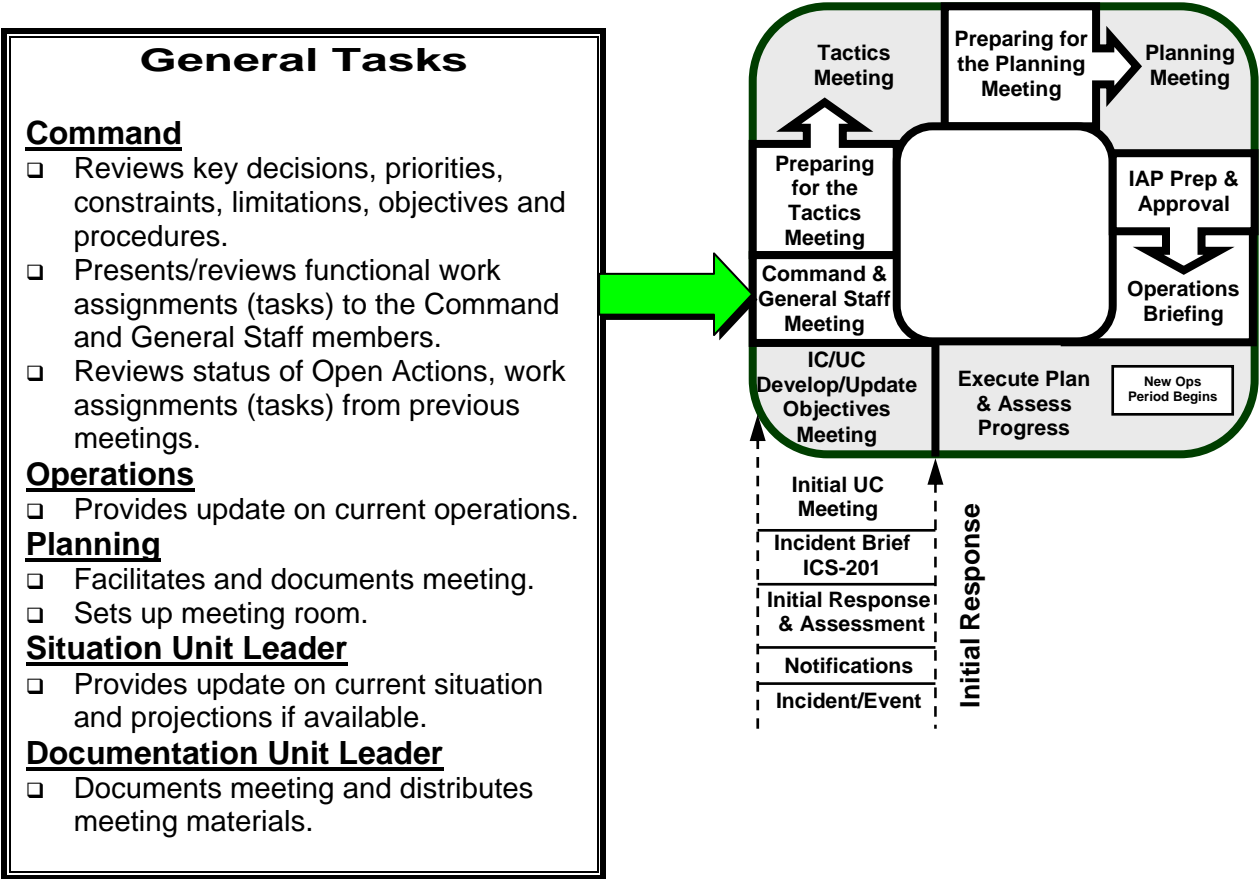 General Tasks
Command
❑ Reviews key decisions, priorities,
constraints, limitations, objectives and
procedures.
❑ Presents/reviews functional work
assignments (tasks) to the Command
and General Staff members.
❑ Reviews status of Open Actions, work
assignments (tasks) from previous
meetings.
Operations
❑ Provides update on current operations.
Planning
❑ Facilitates and documents meeting.
❑ Sets up meeting room.
Situation Unit Leader
❑ Provides update on current situation
and projections if available.
Documentation Unit Leader
❑ Documents meeting and distributes
meeting materials.
Tactics
Meeting
Preparing for
the Planning
Meeting
Planning
Meeting
Preparing
for the
Tactics
Meeting
IAP Prep &
Approval
Command &
General Staff
Meeting
Operations
Briefing
IC/UC
Develop/Update
Objectives
Meeting
Execute Plan
& Assess
Progress
New Ops
Period Begins
Initial UC
Meeting
Incident Brief
ICS-201
Initial Response
& Assessment
Notifications
Incident/Event
Initial Response